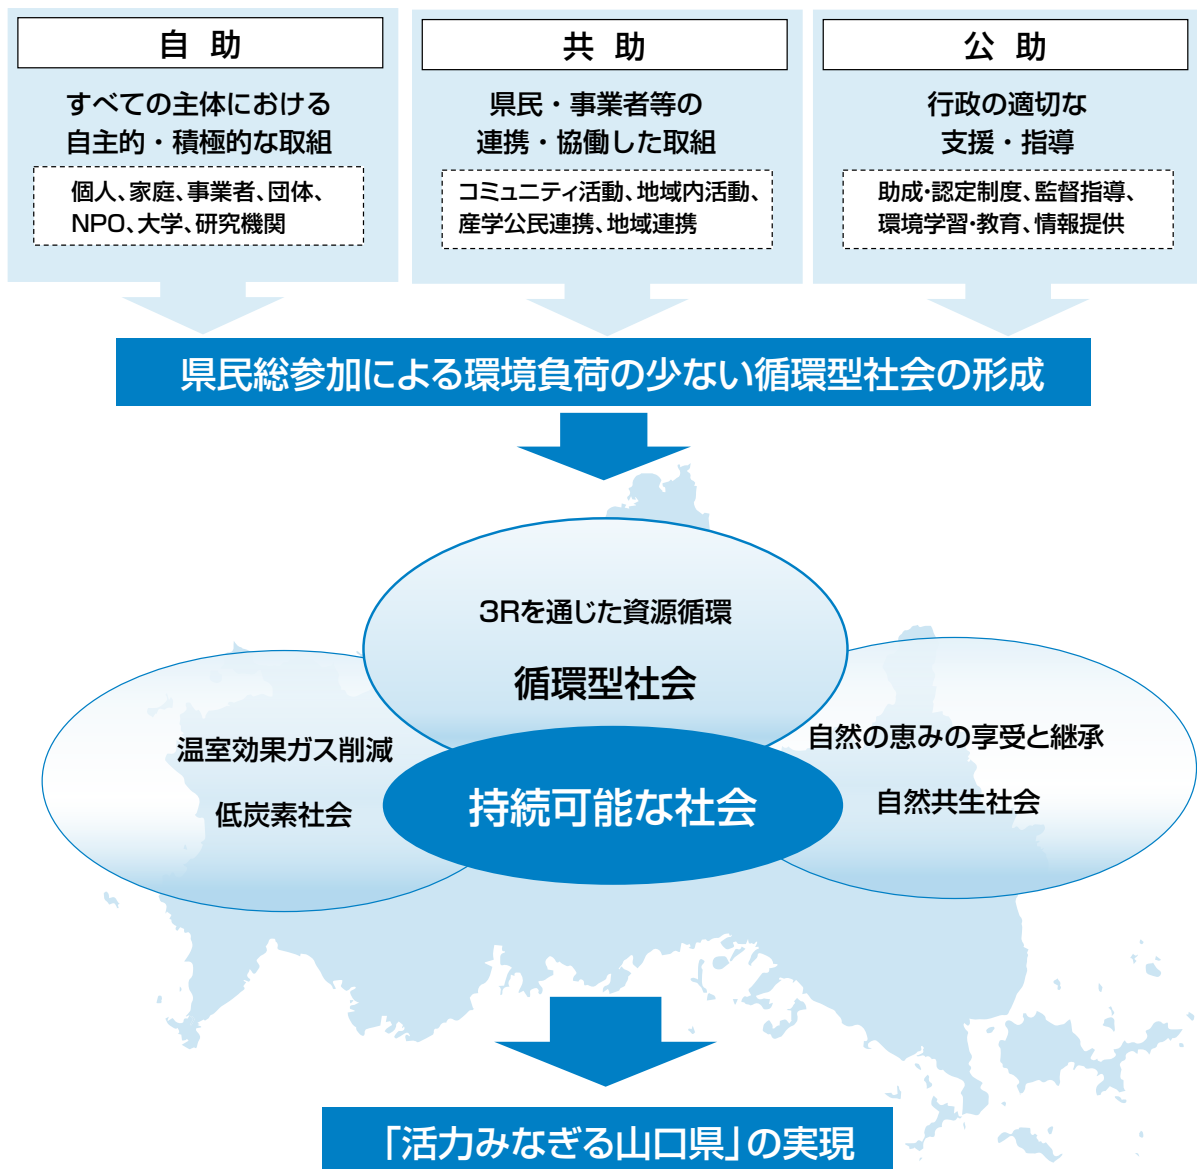 自 助
すべての主体における
自主的・積極的な取組
個人、家庭、事業者、団体、
NPO、大学、研究機関
共 助
県民・事業者等の
連携・協働した取組
コミュニティ活動、地域内活動、
産学公民連携、地域連携
公 助
行政の適切な
支援・指導
助成・認定制度、監督指導、
環境学習・教育、情報提供
県民総参加による環境負荷の少ない循環型社会の形成
3Rを通じた資源循環
循環型社会
温室効果ガス削減
低炭素社会
自然の恵みの享受と継承
自然共生社会
持続可能な社会
「活力みなぎる山口県」の実現